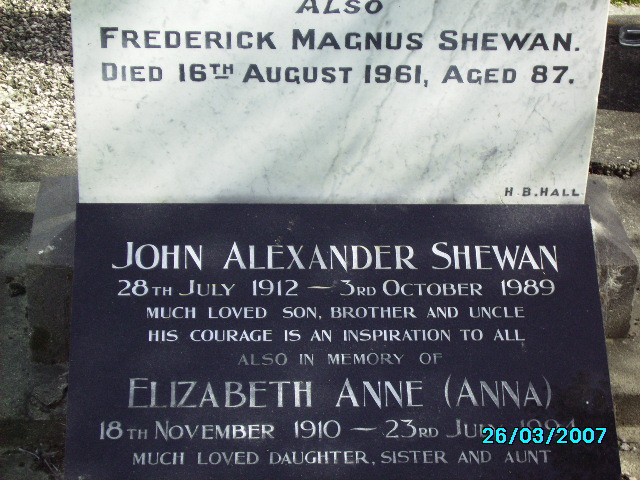 ALSO
FREDERICK MAGNUS SHEWAN.
DIED 16TH AUGUST 1961, AGED 87.
H.B.HALL
JOHN ALEXANDER SHEWAN
28TH JULY 1912 — 3RD OCTOBER 1989
MUCH LOVED SON, BROTHER AND UNCLE
HIS COURAGE IS AN INSPIRATION TO ALL
ALSO IN MEMORY OF
ELIZABETH ANNE (ANNA)
18TH NOVEMBER 1910 — 23RD
26/03/2007
MUCH LOVED DAUGHTER, SISTER AND AUNT